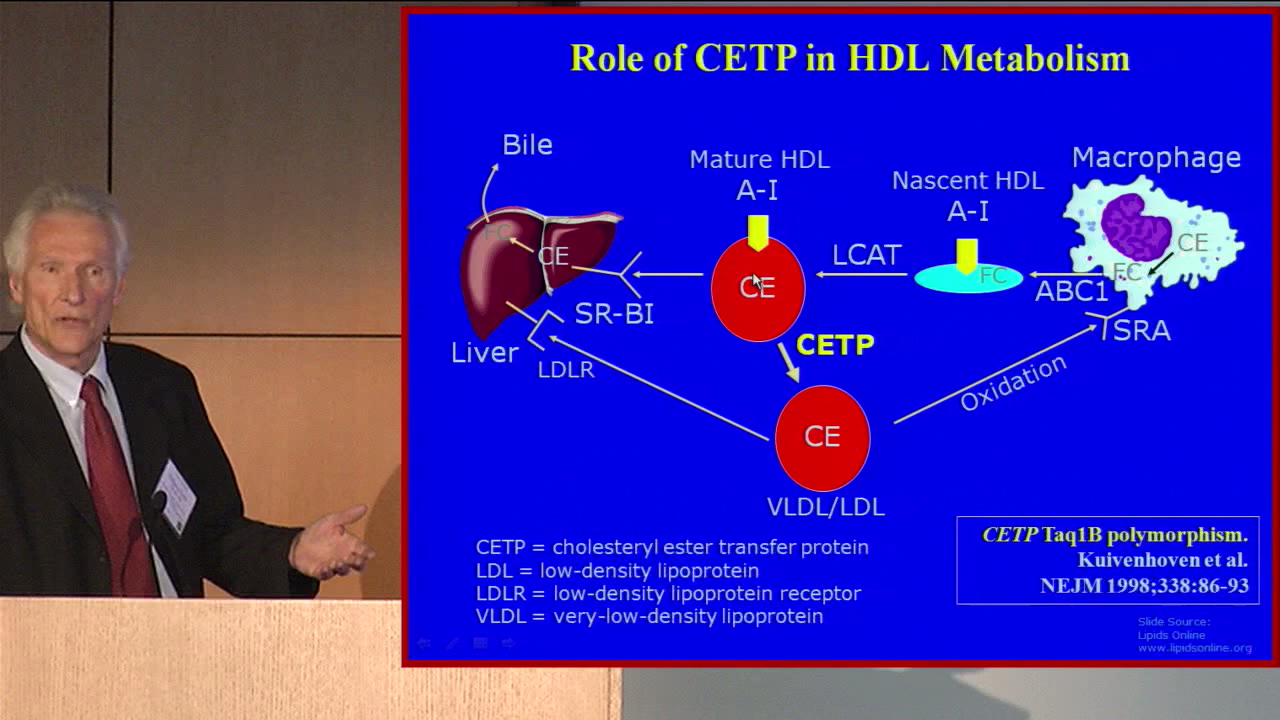 Role of CETP in HDL Metabolism
Bile
Mature HDL
A-I
Nascent HDL
A-I
Macrophage
FC
CE
CE
LCAT
FC
FC
CE
ABC1
SR-BI
SRA
Liver
LDLR
CETP
Oxidation
CE
VLDL/LDL
CETP = cholesteryl ester transfer protein
LDL = low-density lipoprotein
LDLR = low-density lipoprotein receptor
VLDL = very-low-density lipoprotein
CETP Taq1B polymorphism.
Kuivenhoven et al.
NEJM 1998;338:86-93
Slide Source:
Lipids Online
www.lipidsonline.org